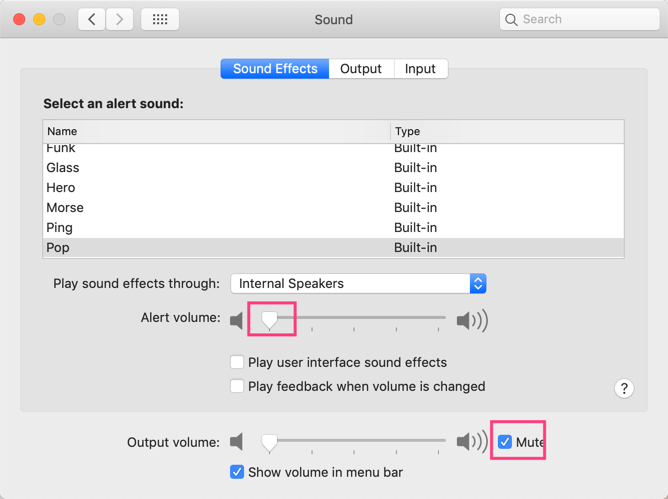 Sound
Search
Sound Effects
Output
Input
Select an alert sound:
Name Type
Funk Built-in
Glass Built-in
Hero Built-in
Morse Built-in
Ping Built-in
Pop Built-in
Play sound effects through: Internal Speakers
Alert volume:
Play user interface sound effects
Play feedback when volume is changed
?
Output volume: Mute
Show volume in menu bar